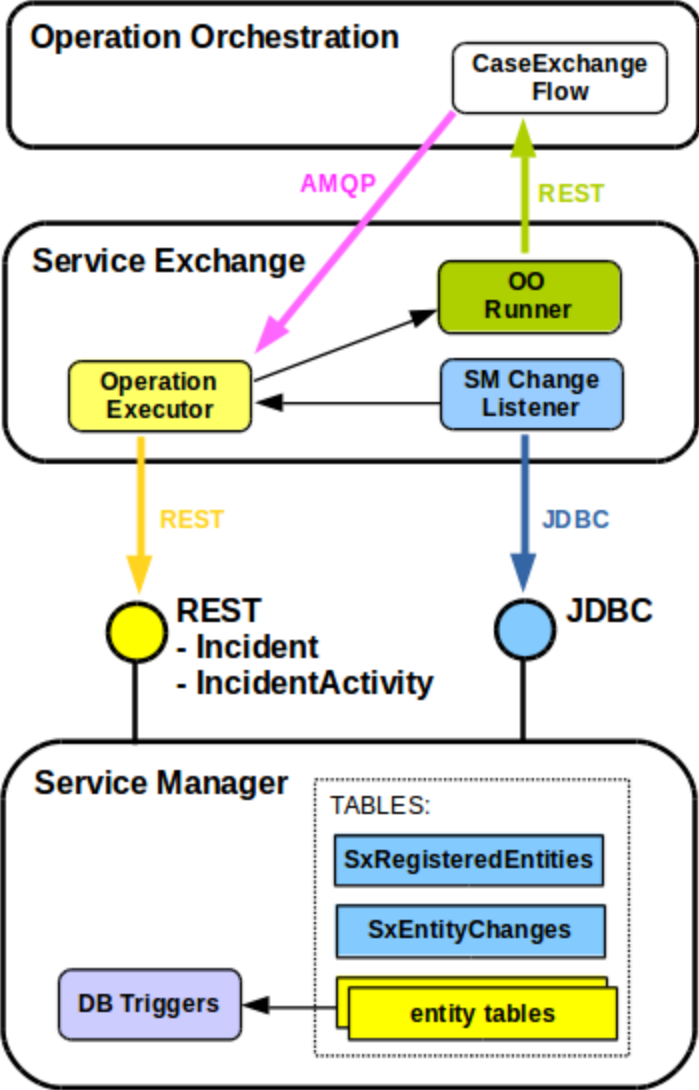 Operation Orchestration
CaseExchange
Flow
AMQP
REST
Service Exchange
OO
Runner
Operation
Executor
SM Change
Listener
REST
JDBC
REST
- Incident
- IncidentActivity
JDBC
Service Manager
TABLES:
SxRegisteredEntities
SxEntityChanges
DB Triggers
entity tables